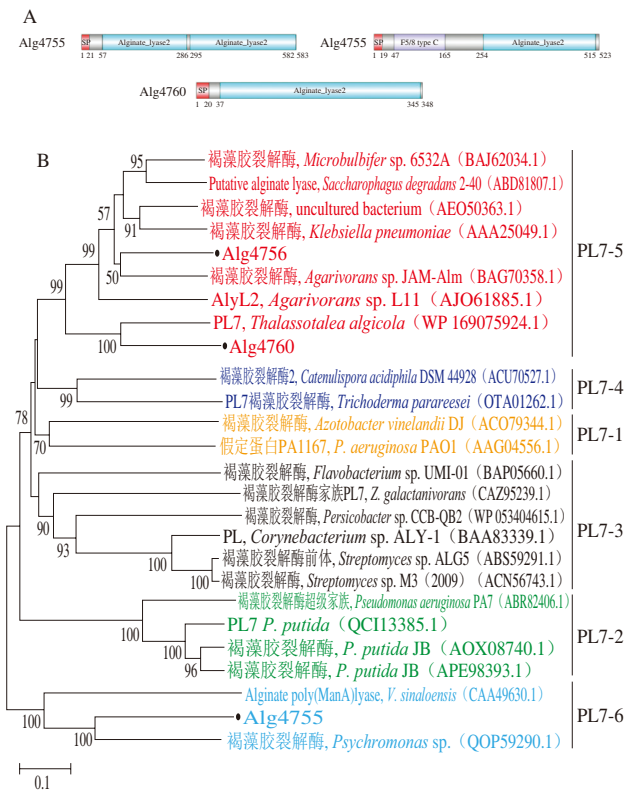 A
Alg4755 SP Alginate_lyase2 Alginate_lyase2
1 21 57 286 295 582 583
Alg4755 SP F5/8 type C Alginate_lyase2
1 19 47 165 254 515 523
Alg4760 SP Alginate_lyase2
1 20 37 345 348
B
95
褐藻胶裂解酶, Microbulbifer sp. 6532A（BAJ62034.1）
Putative alginate lyase, Saccharophagus degradans 2-40（ABD81807.1）
57
褐藻胶裂解酶, uncultured bacterium（AEO50363.1）
91
褐藻胶裂解酶, Klebsiella pneumoniae（AAA25049.1）
99
Alg4756
PL7-5
50
褐藻胶裂解酶, Agarivorans sp. JAM-Alm（BAG70358.1）
99
AlyL2, Agarivorans sp. L11（AJO61885.1）
PL7, Thalassotalea algicola（WP 169075924.1）
100
Alg4760
褐藻胶裂解酶2, Catenulispora acidiphila DSM 44928（ACU70527.1）
PL7-4
99
PL7褐藻胶裂解酶, Trichoderma parareesei（OTA01262.1）
78
褐藻胶裂解酶, Azotobacter vinelandii DJ（ACO79344.1）
PL7-1
70
假定蛋白PA1167, P. aeruginosa PAO1（AAG04556.1）
褐藻胶裂解酶, Flavobacterium sp. UMI-01（BAP05660.1）
褐藻胶裂解酶家族PL7, Z. galactanivorans（CAZ95239.1）
90
褐藻胶裂解酶, Persicobacter sp. CCB-QB2（WP 053404615.1）
PL7-3
93
PL, Corynebacterium sp. ALY-1（BAA83339.1）
褐藻胶裂解酶前体, Streptomyces sp. ALG5（ABS59291.1）
100
褐藻胶裂解酶, Streptomyces sp. M3（2009）（ACN56743.1）
褐藻胶裂解酶超级家族, Pseudomonas aeruginosa PA7（ABR82406.1）
100
PL7 P. putida（QCI13385.1）
PL7-2
100
褐藻胶裂解酶, P. putida JB（AOX08740.1）
96
褐藻胶裂解酶, P. putida JB（APE98393.1）
Alginate poly(ManA)lyase, V. sinaloensis（CAA49630.1）
100
Alg4755
PL7-6
100
褐藻胶裂解酶, Psychromonas sp.（QOP59290.1）
0.1